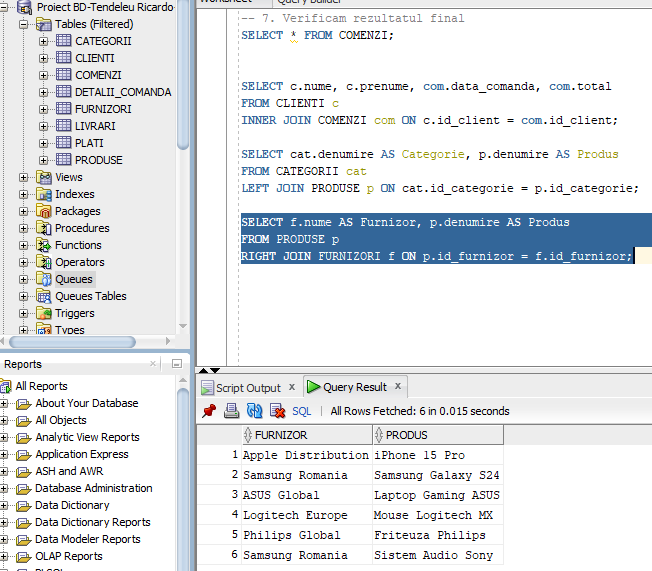 Worksheet Query Builder
Project BD-Tendeleu Ricardo
Tables (Filtered)
CATEGORII
CLIENTI
COMENZI
DETALII_COMANDA
FURNIZORI
LIVRARI
PLATI
PRODUSE
Views
Indexes
Packages
Procedures
Functions
Operators
Queues
Queues Tables
Triggers
Types
Reports
All Reports
About Your Database
All Objects
Analytic View Reports
Application Express
ASH and AWR
Database Administration
Data Dictionary
Data Dictionary Reports
Data Modeler Reports
OLAP Reports
-- 7. Verificam rezultatul final
SELECT * FROM COMENZI;
SELECT c.nume, c.prenume, com.data_comanda, com.total
FROM CLIENTI c
INNER JOIN COMENZI com ON c.id_client = com.id_client;
SELECT cat.denumire AS Categorie, p.denumire AS Produs
FROM CATEGORII cat
LEFT JOIN PRODUSE p ON cat.id_categorie = p.id_categorie;
SELECT f.nume AS Furnizor, p.denumire AS Produs
FROM PRODUSE p
RIGHT JOIN FURNIZORI f ON p.id_furnizor = f.id_furnizor;
Script Output x Query Result x
SQL | All Rows Fetched: 6 in 0.015 seconds
FURNIZOR PRODUS
1 Apple Distribution iPhone 15 Pro
2 Samsung Romania Samsung Galaxy S24
3 ASUS Global Laptop Gaming ASUS
4 Logitech Europe Mouse Logitech MX
5 Philips Global Friteuza Philips
6 Samsung Romania Sistem Audio Sony